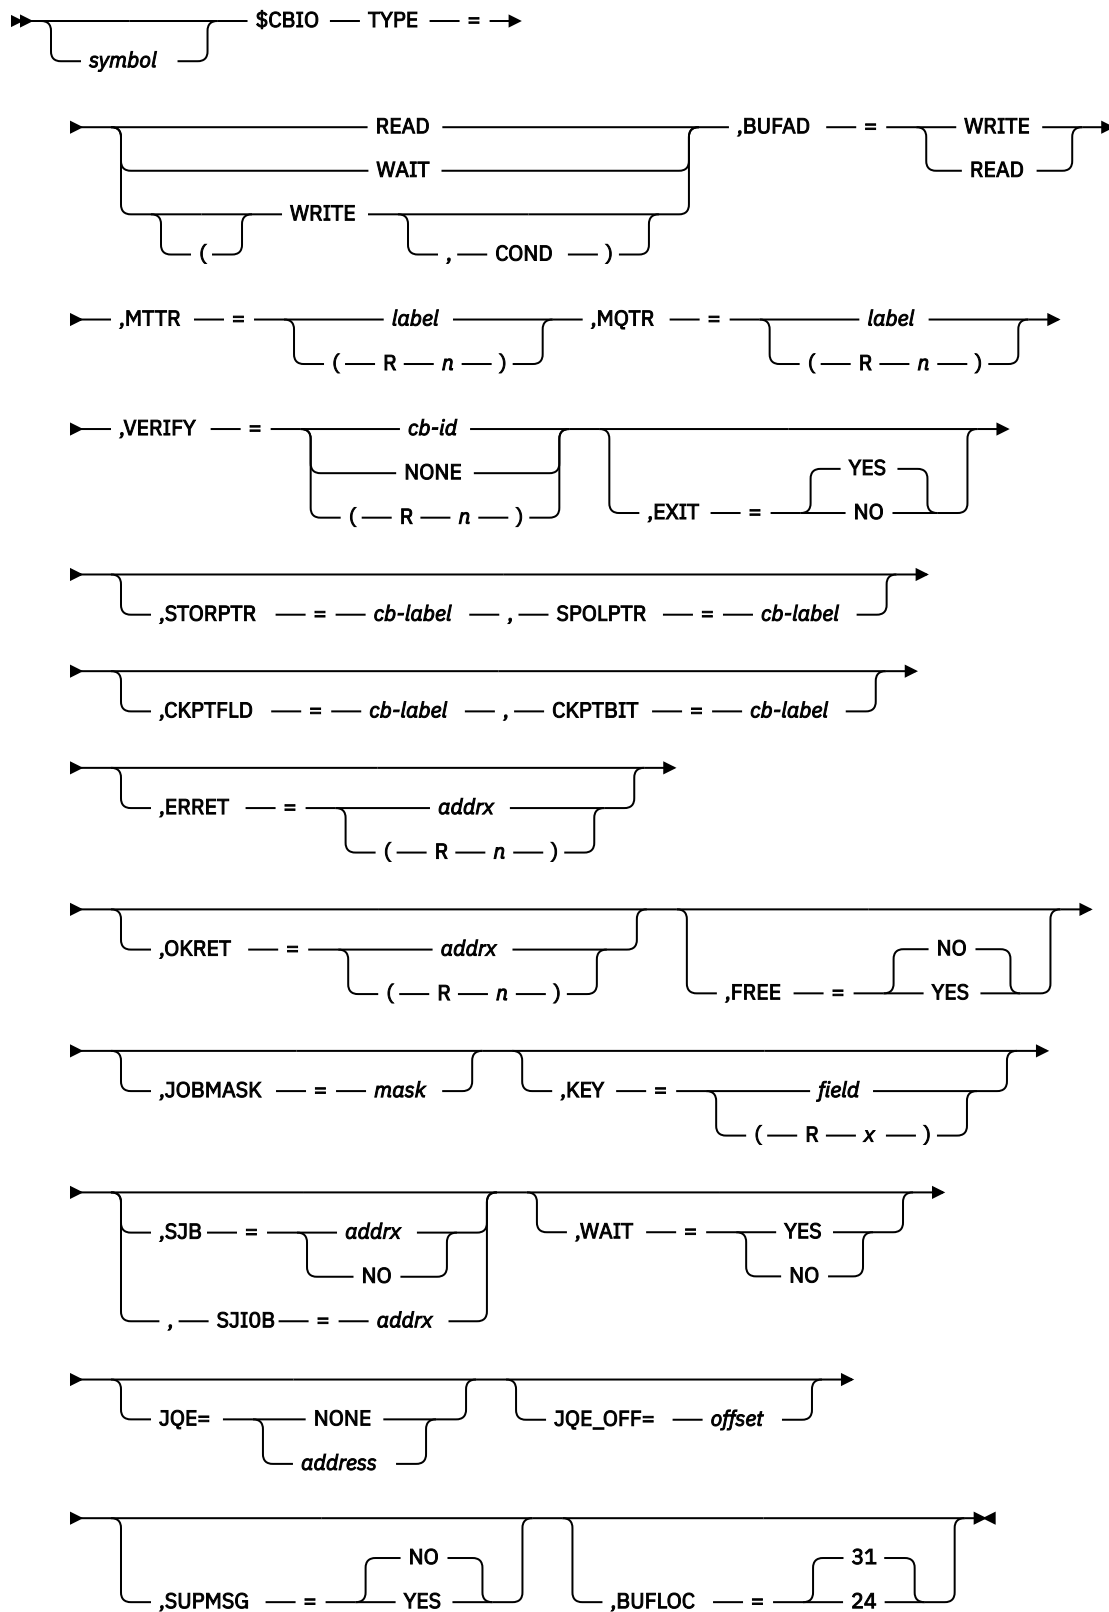 $CBIO TYPE =
symbol
READ ,BUFAD = WRITE
WAIT READ
WRITE
( , COND )
,MTTR = label ,MQTR = label
( R n ) ( R n )
,VERIFY = cb-id
NONE YES
( R n ) ,EXIT = NO
,STORPTR = cb-label , SPOLPTR = cb-label
,CKPTFLD = cb-label , CKPTBIT = cb-label
,ERRET = addrx
( R n )
,OKRET = addrx NO
( R n ) ,FREE = YES
,JOBMASK = mask ,KEY = field
( R x )
,SJB = addrx ,WAIT = YES
NO NO
, SJIOB = addrx
JQE= NONE JQE_OFF= offset
address
NO 31
,SUPMSG = YES ,BUFLOC = 24